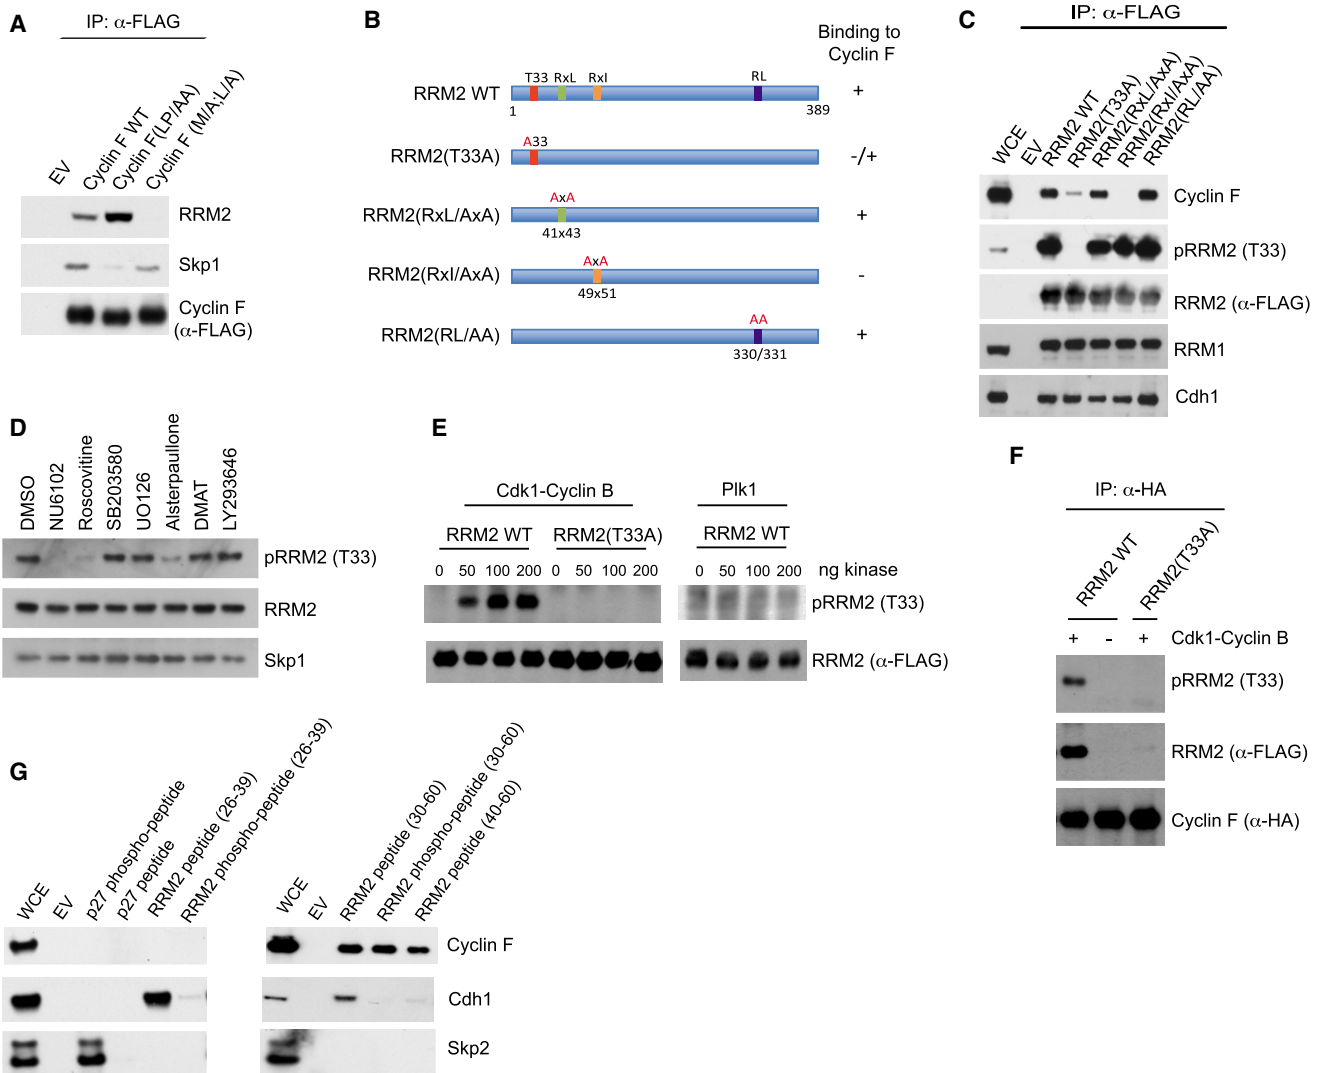 A
IP: α-FLAG
EV
Cyclin F WT
Cyclin F(LP/AA)
Cyclin F (M/A;L/A)
RRM2
Skp1
Cyclin F
(α-FLAG)
B
Binding to
Cyclin F
T33 RxL RxI RL
RRM2 WT +
1 389
A33
RRM2(T33A) -/+
AxA
RRM2(RxL/AxA) +
41x43
AxA
RRM2(RxI/AxA) -
49x51
AA
RRM2(RL/AA) +
330/331
C
IP: α-FLAG
WCE
EV
RRM2 WT
RRM2(T33A)
RRM2(RxL/AxA)
RRM2(RxI/AxA)
RRM2(RL/AA)
Cyclin F
pRRM2 (T33)
RRM2 (α-FLAG)
RRM1
Cdh1
D
DMSO
NU6102
Roscovitine
SB203580
UO126
Alsterpaullone
DMAT
LY293646
pRRM2 (T33)
RRM2
Skp1
E
Cdk1-Cyclin B Plk1
RRM2 WT RRM2(T33A) RRM2 WT
0 50 100 200 0 50 100 200 0 50 100 200 ng kinase
pRRM2 (T33)
RRM2 (α-FLAG)
F
IP: α-HA
RRM2 WT
RRM2(T33A)
+ - + Cdk1-Cyclin B
pRRM2 (T33)
RRM2 (α-FLAG)
Cyclin F (α-HA)
G
WCE
EV
p27 phospho-peptide
p27 peptide
RRM2 peptide (26-39)
RRM2 phospho-peptide (26-39)
WCE
EV
RRM2 peptide (30-60)
RRM2 phospho-peptide (30-60)
RRM2 peptide (40-60)
Cyclin F
Cdh1
Skp2